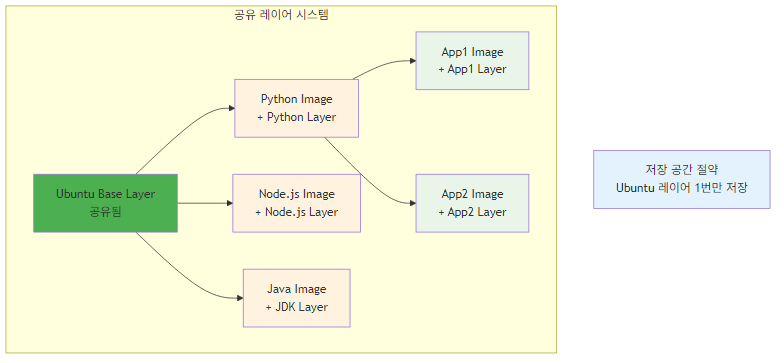 공유 레이어 시스템
Ubuntu Base Layer
공유됨
Python Image
+ Python Layer
Node.js Image
+ Node.js Layer
Java Image
+ JDK Layer
App1 Image
+ App1 Layer
App2 Image
+ App2 Layer
저장 공간 절약
Ubuntu 레이어 1번만 저장